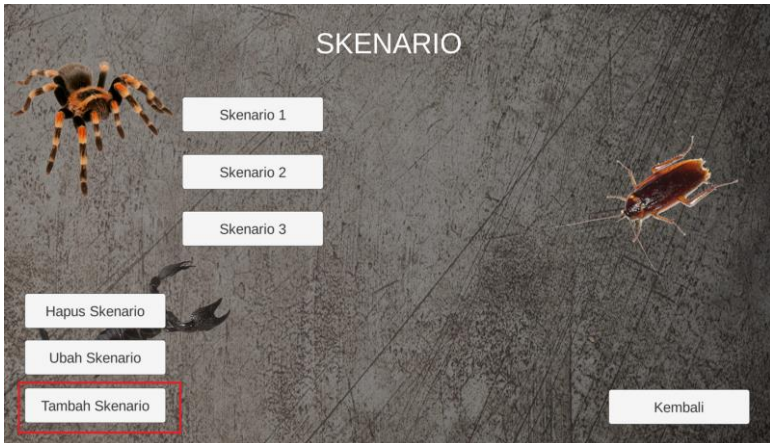 SKENARIO
Skenario 1
Skenario 2
Skenario 3
Hapus Skenario
Ubah Skenario
Tambah Skenario
Kembali